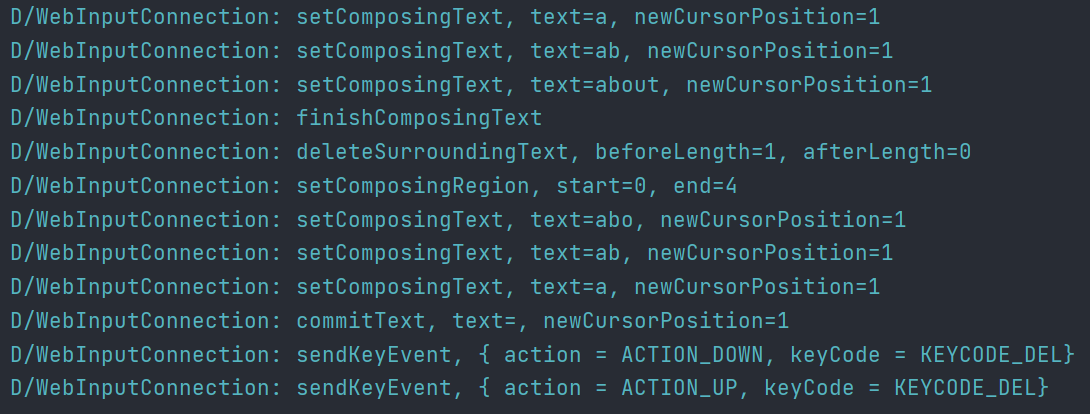 D/WebInputConnection: setComposingText, text=a, newCursorPosition=1
D/WebInputConnection: setComposingText, text=ab, newCursorPosition=1
D/WebInputConnection: setComposingText, text=about, newCursorPosition=1
D/WebInputConnection: finishComposingText
D/WebInputConnection: deleteSurroundingText, beforeLength=1, afterLength=0
D/WebInputConnection: setComposingRegion, start=0, end=4
D/WebInputConnection: setComposingText, text=abo, newCursorPosition=1
D/WebInputConnection: setComposingText, text=ab, newCursorPosition=1
D/WebInputConnection: setComposingText, text=a, newCursorPosition=1
D/WebInputConnection: commitText, text=, newCursorPosition=1
D/WebInputConnection: sendKeyEvent, { action = ACTION_DOWN, keyCode = KEYCODE_DEL}
D/WebInputConnection: sendKeyEvent, { action = ACTION_UP, keyCode = KEYCODE_DEL}